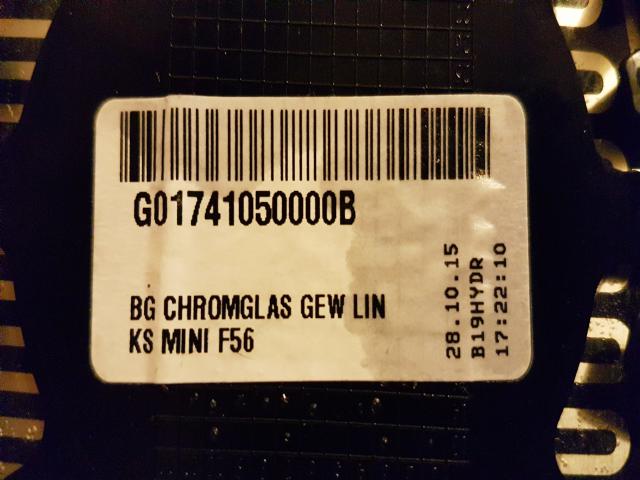 G01741050000B
BG CHROMGLAS GEW LIN
KS MINI F56
28.10.15
B19HYDR
17:22:10